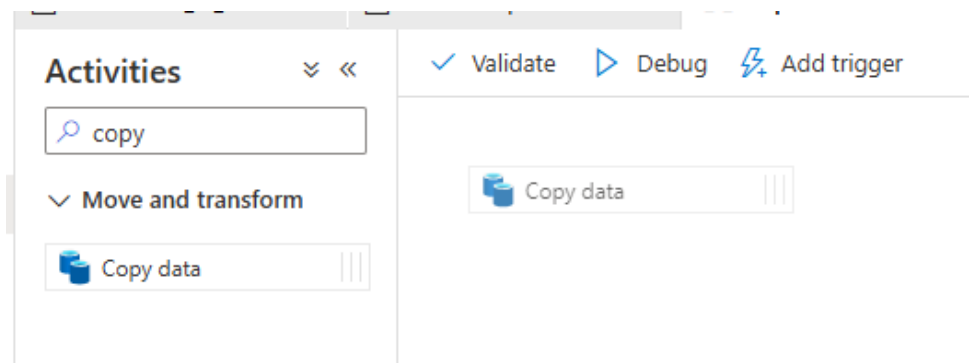 Activities
copy
Move and transform
Copy data
Validate
Debug
Add trigger
Copy data